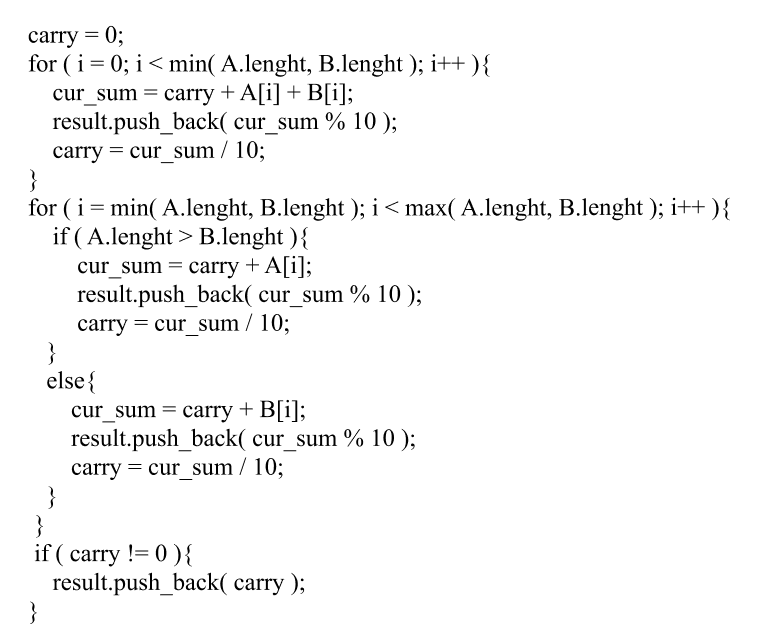 carry = 0;
for ( i = 0; i < min( A.lenght, B.lenght ); i++ ){
cur_sum = carry + A[i] + B[i];
result.push_back( cur_sum % 10 );
carry = cur_sum / 10;
}
for ( i = min( A.lenght, B.lenght ); i < max( A.lenght, B.lenght ); i++ ){
if ( A.lenght > B.lenght ){
cur_sum = carry + A[i];
result.push_back( cur_sum % 10 );
carry = cur_sum / 10;
}
else{
cur_sum = carry + B[i];
result.push_back( cur_sum % 10 );
carry = cur_sum / 10;
}
}
if ( carry != 0 ){
result.push_back( carry );
}